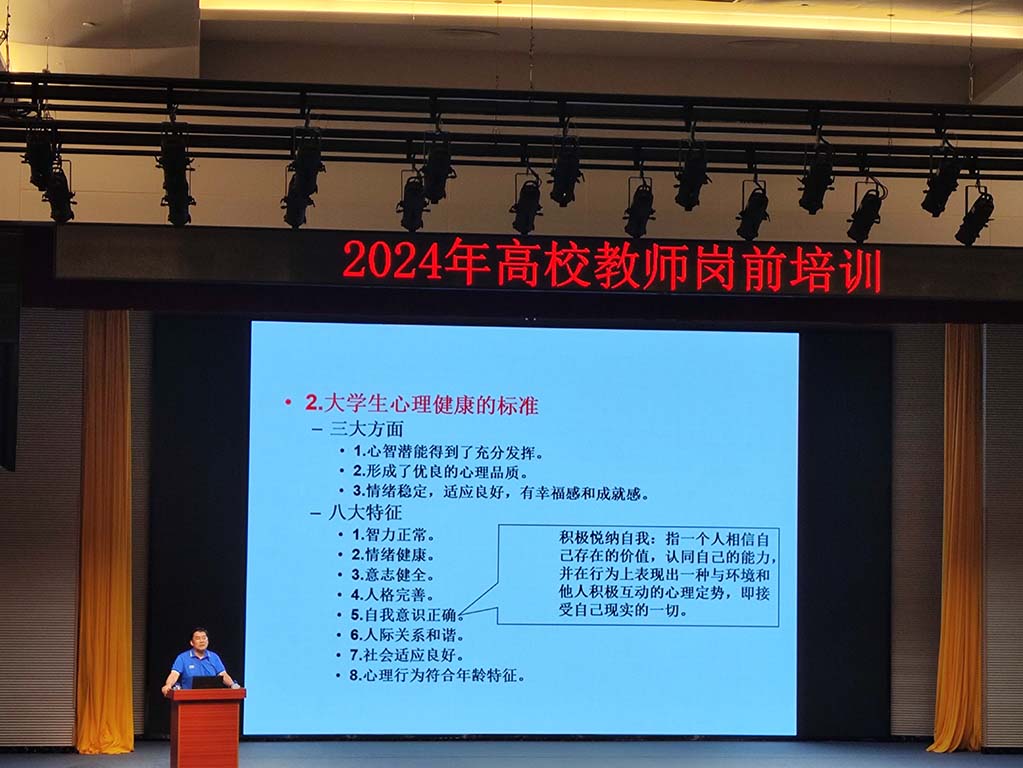 2024年高校教师岗前培训
• 2.大学生心理健康的标准
– 三大方面
• 1.心智潜能得到了充分发挥。
• 2.形成了优良的心理品质。
• 3.情绪稳定，适应良好，有幸福感和成就感。
– 八大特征
• 1.智力正常。
• 2.情绪健康。
• 3.意志健全。
• 4.人格完善。
• 5.自我意识正确。
• 6.人际关系和谐。
• 7.社会适应良好。
• 8.心理行为符合年龄特征。
积极悦纳自我：指一个人相信自
己存在的价值，认同自己的能力，
并在行为上表现出一种与环境和
他人积极互动的心理定势，即接
受自己现实的一切。